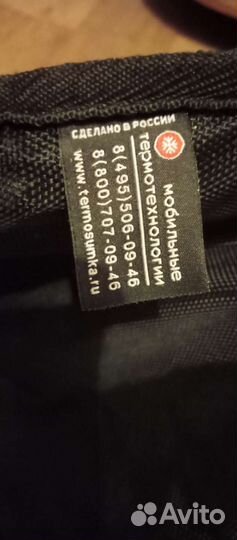 СДЕЛАНО В РОССИИ
мобильные
термотехнологии
8(495)506-09-46
8(800)707-09-46
www.termosumka.ru
Avito